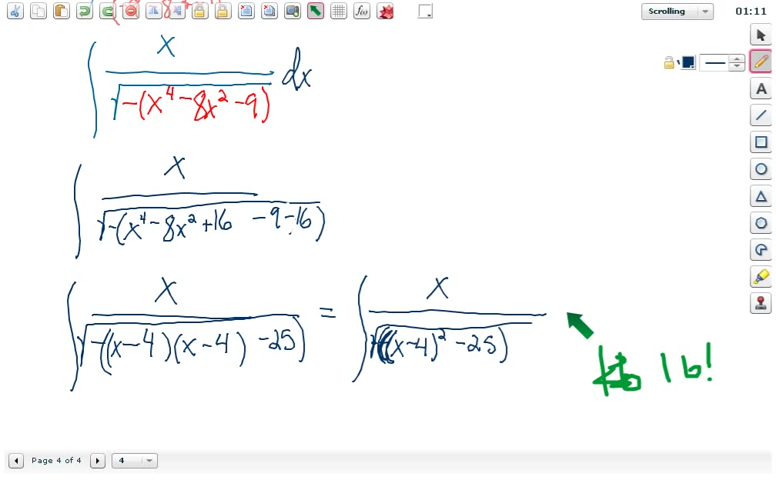 Scrolling
01:11
f(x)
A
∫ x / √(-(x⁴ - 8x² - 9)) dx
∫ x / √(-(x⁴ - 8x² + 16 - 9 - 16))
∫ x / √(-((x-4)(x-4) - 25)) = ∫ x / √(-((x-4)² - 25))
16!
Page 4 of 4
4